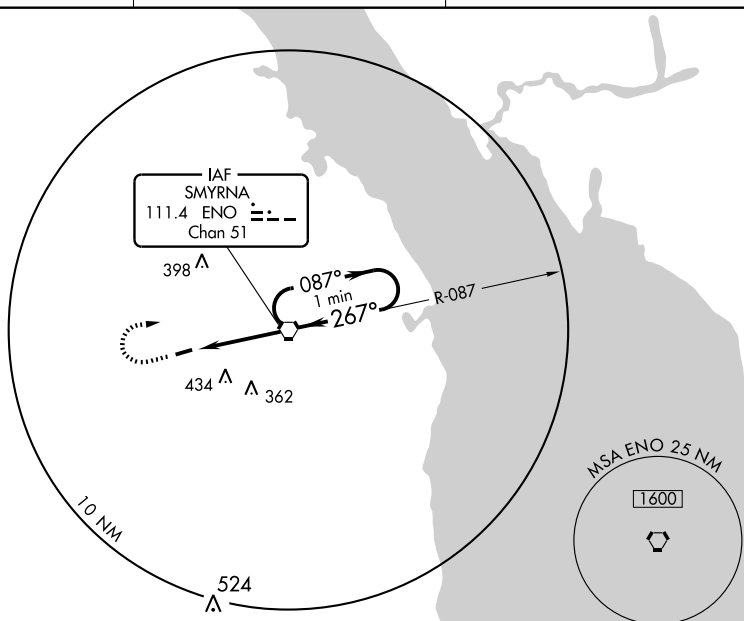 IAF
SMYRNA
111.4 ENO
Chan 51
398
087°
1 min
267°
R-087
434
362
MSA ENO 25 NM
1600
10 NM
524